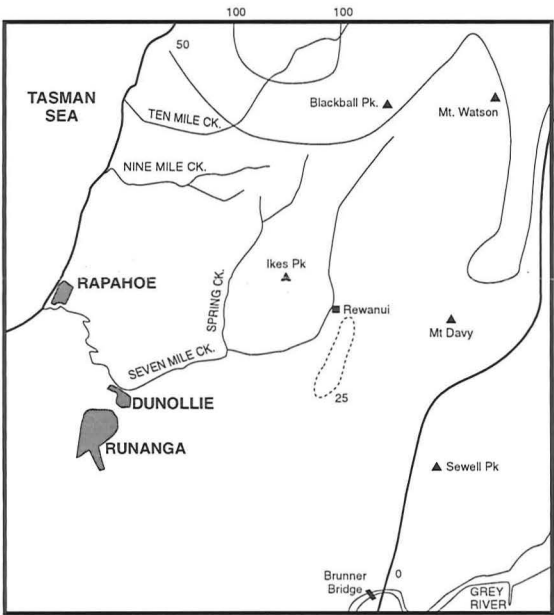 100
100
50
TASMAN
SEA
Blackball Pk.
Mt. Watson
TEN MILE CK.
NINE MILE CK.
Ikes Pk
RAPAHOE
SPRING CK.
Rewanui
Mt Davy
SEVEN MILE CK.
25
DUNOLLIE
RUNANGA
Sewell Pk
Brunner
Bridge
0
GREY
RIVER